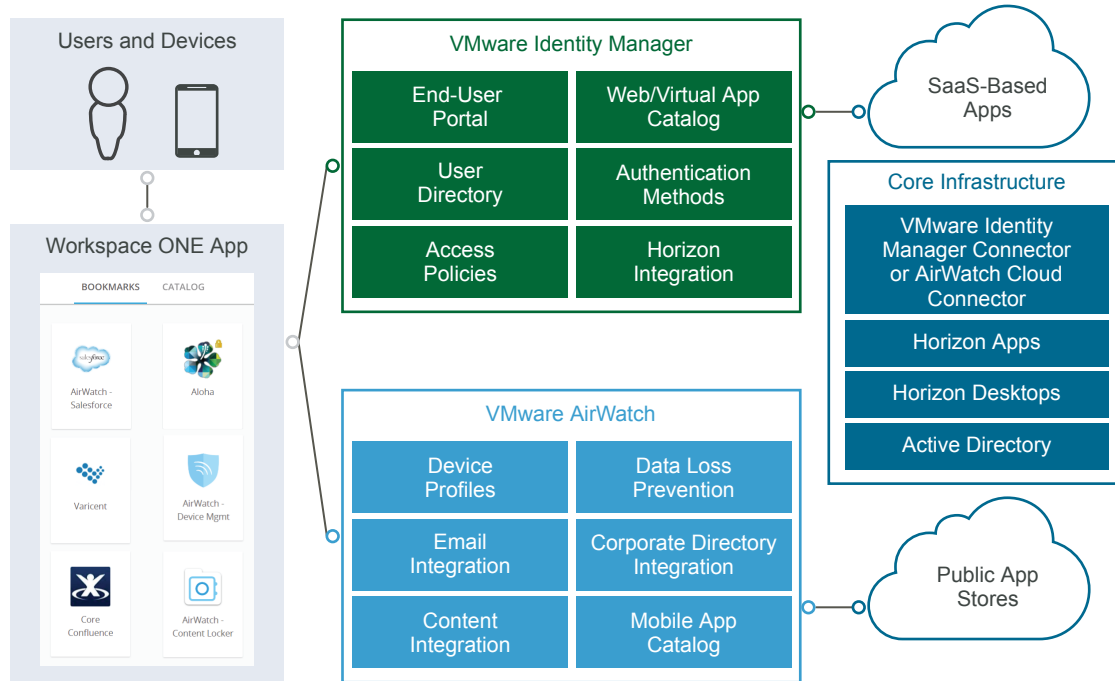 Users and Devices
Workspace ONE App
BOOKMARKS
CATALOG
salesforce
AirWatch -
Salesforce
Aloha
Varicent
AirWatch -
Device Mgmt
Core
Confluence
AirWatch -
Content Locker
VMware Identity Manager
End-User
Portal
Web/Virtual App
Catalog
User
Directory
Authentication
Methods
Access
Policies
Horizon
Integration
VMware AirWatch
Device
Profiles
Data Loss
Prevention
Email
Integration
Corporate Directory
Integration
Content
Integration
Mobile App
Catalog
SaaS-Based
Apps
Core Infrastructure
VMware Identity
Manager Connector
or AirWatch Cloud
Connector
Horizon Apps
Horizon Desktops
Active Directory
Public App
Stores